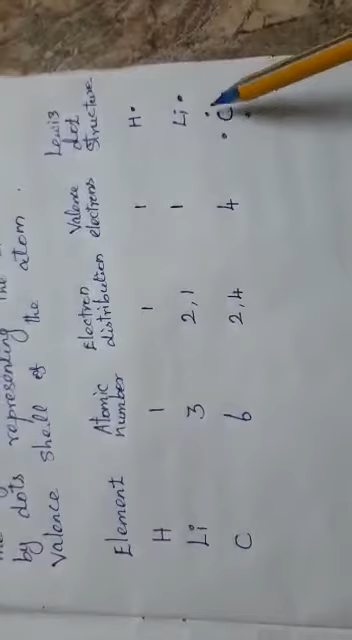 by dots representing the
Valence shell of the atom.
Element Atomic number Electron distribution Valence electrons Lewis dot structure
H 1 1 1 H•
Li 3 2,1 1 Li•
C 6 2,4 4 C